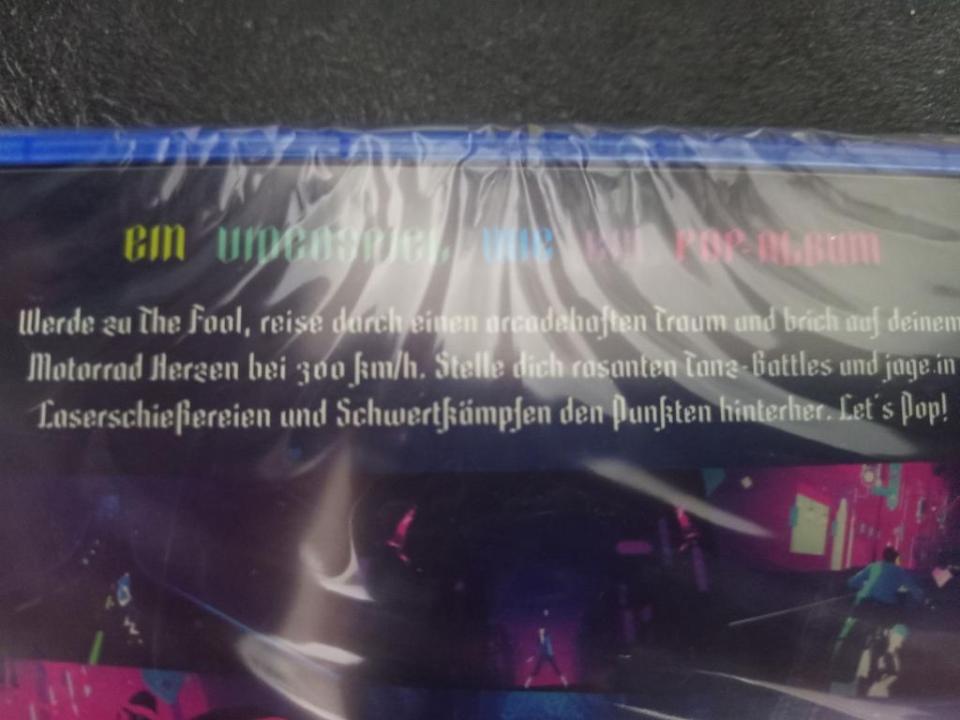 EIN VIDEOSPIEL WIE EIN POP-ALBUM
Werde zu The Fool, reise durch einen arcadehaften Traum und brich auf deinem
Motorrad Herzen bei 300 km/h. Stelle dich rasanten Tanz-Battles und jage in
Laserschießereien und Schwertkämpfen den Punkten hinterher. Let's Pop!